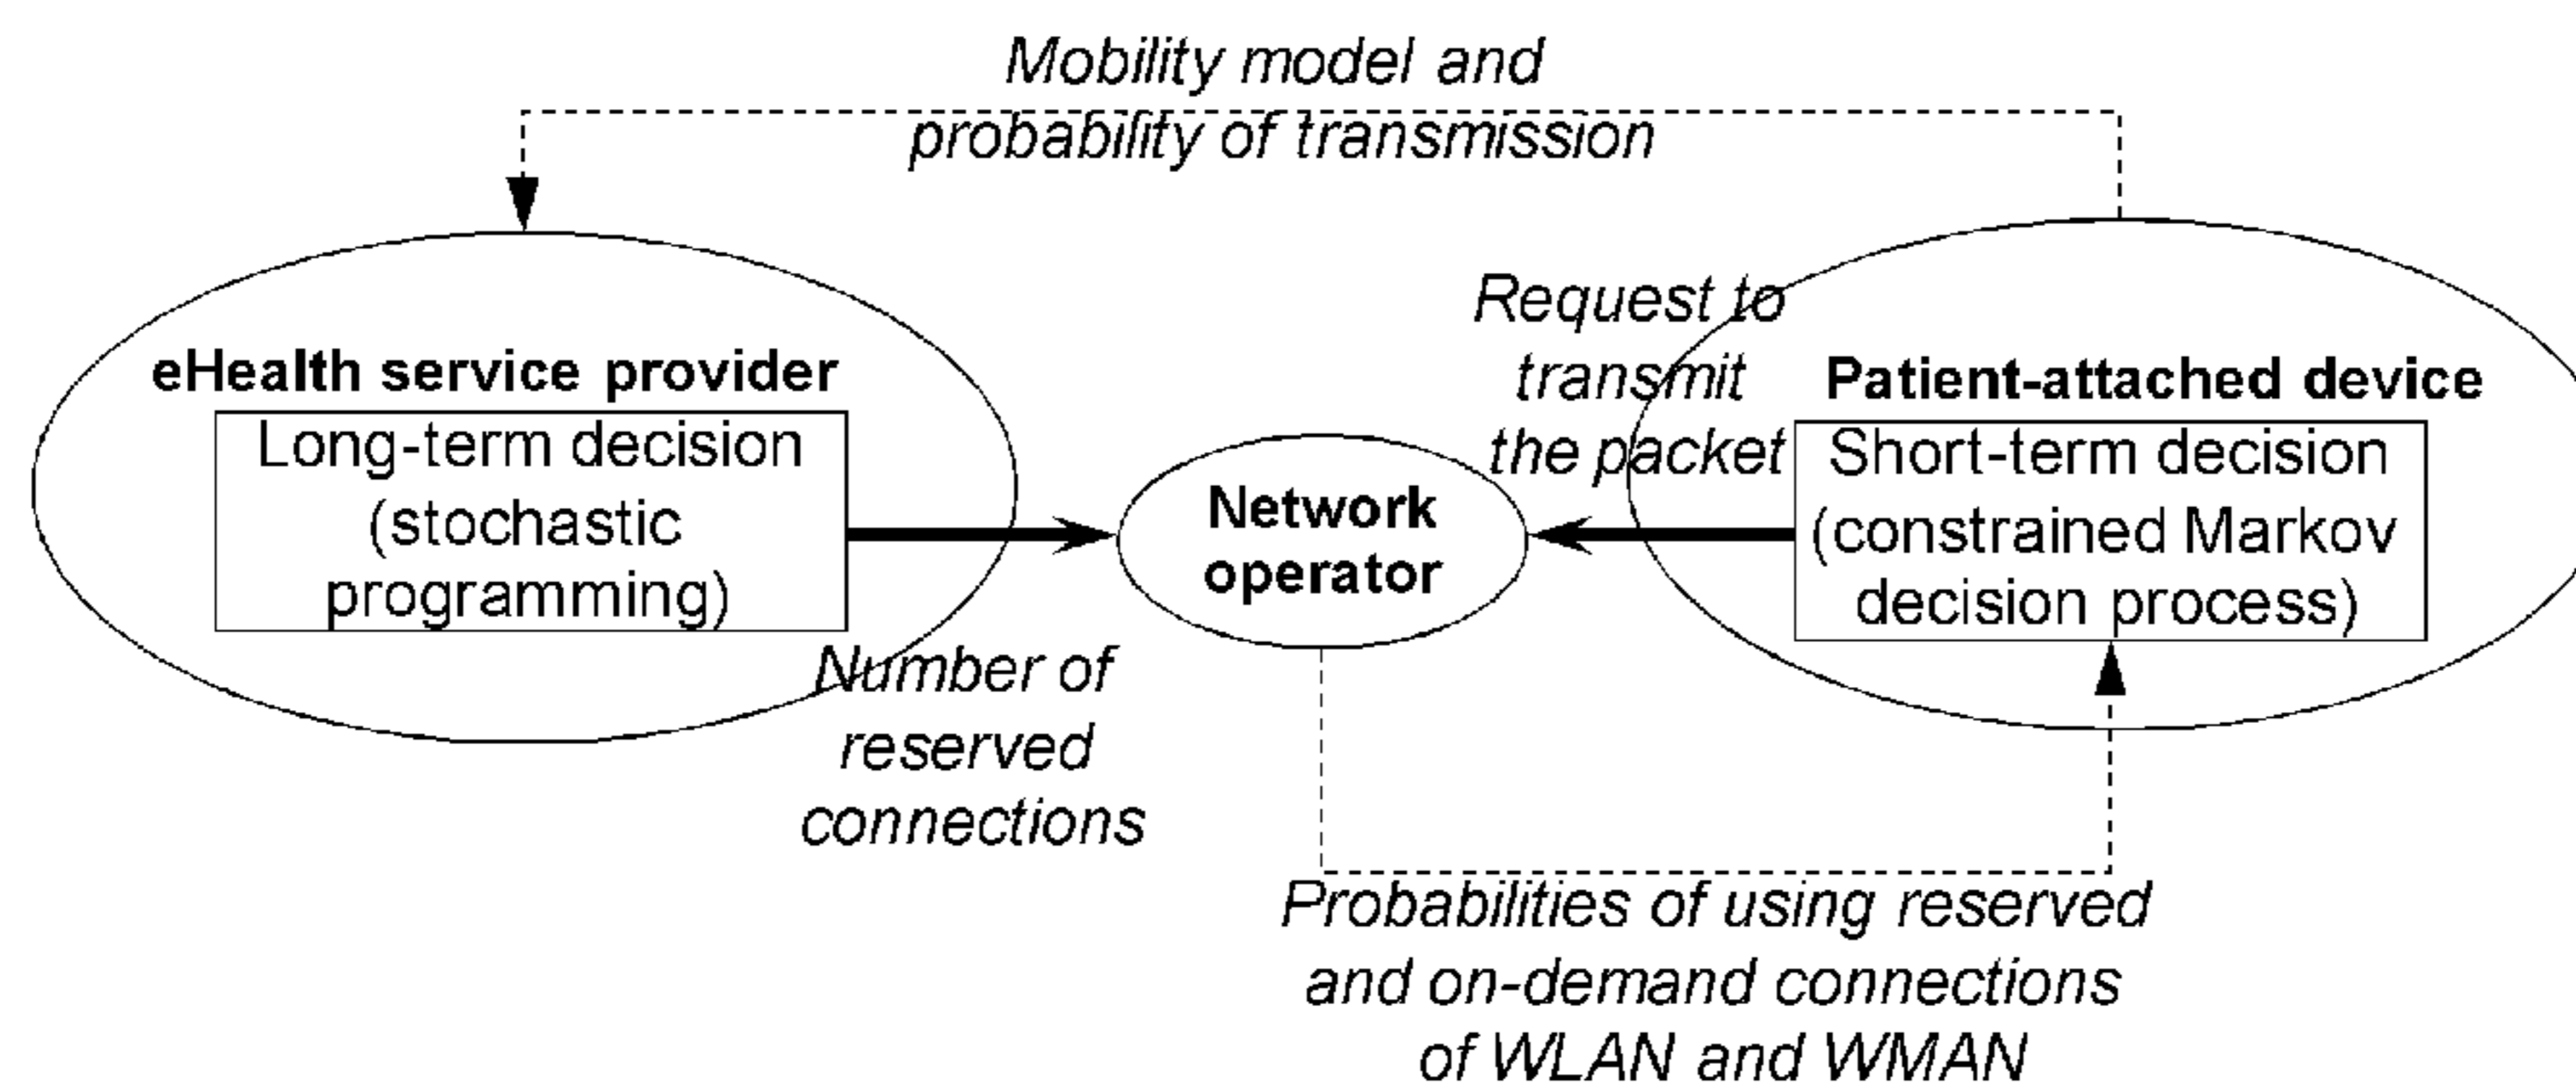 Mobility model and
probability of transmission
eHealth service provider
Long-term decision
(stochastic
programming)
Number of
reserved
connections
Network
operator
Request to
transmit
the packet
Patient-attached device
Short-term decision
(constrained Markov
decision process)
Probabilities of using reserved
and on-demand connections
of WLAN and WMAN